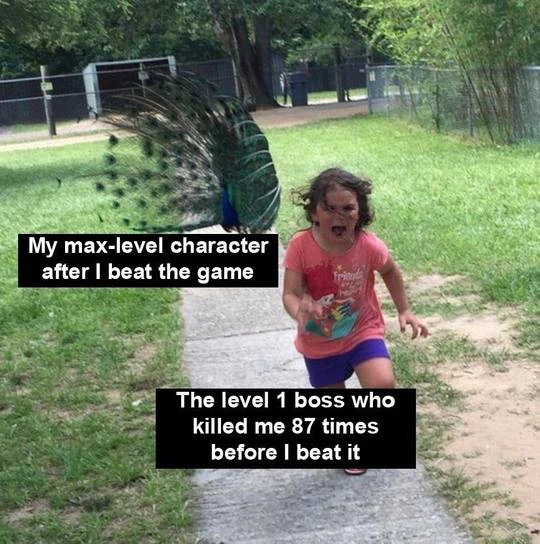 My max-level character
after I beat the game
Friends
The level 1 boss who
killed me 87 times
before I beat it